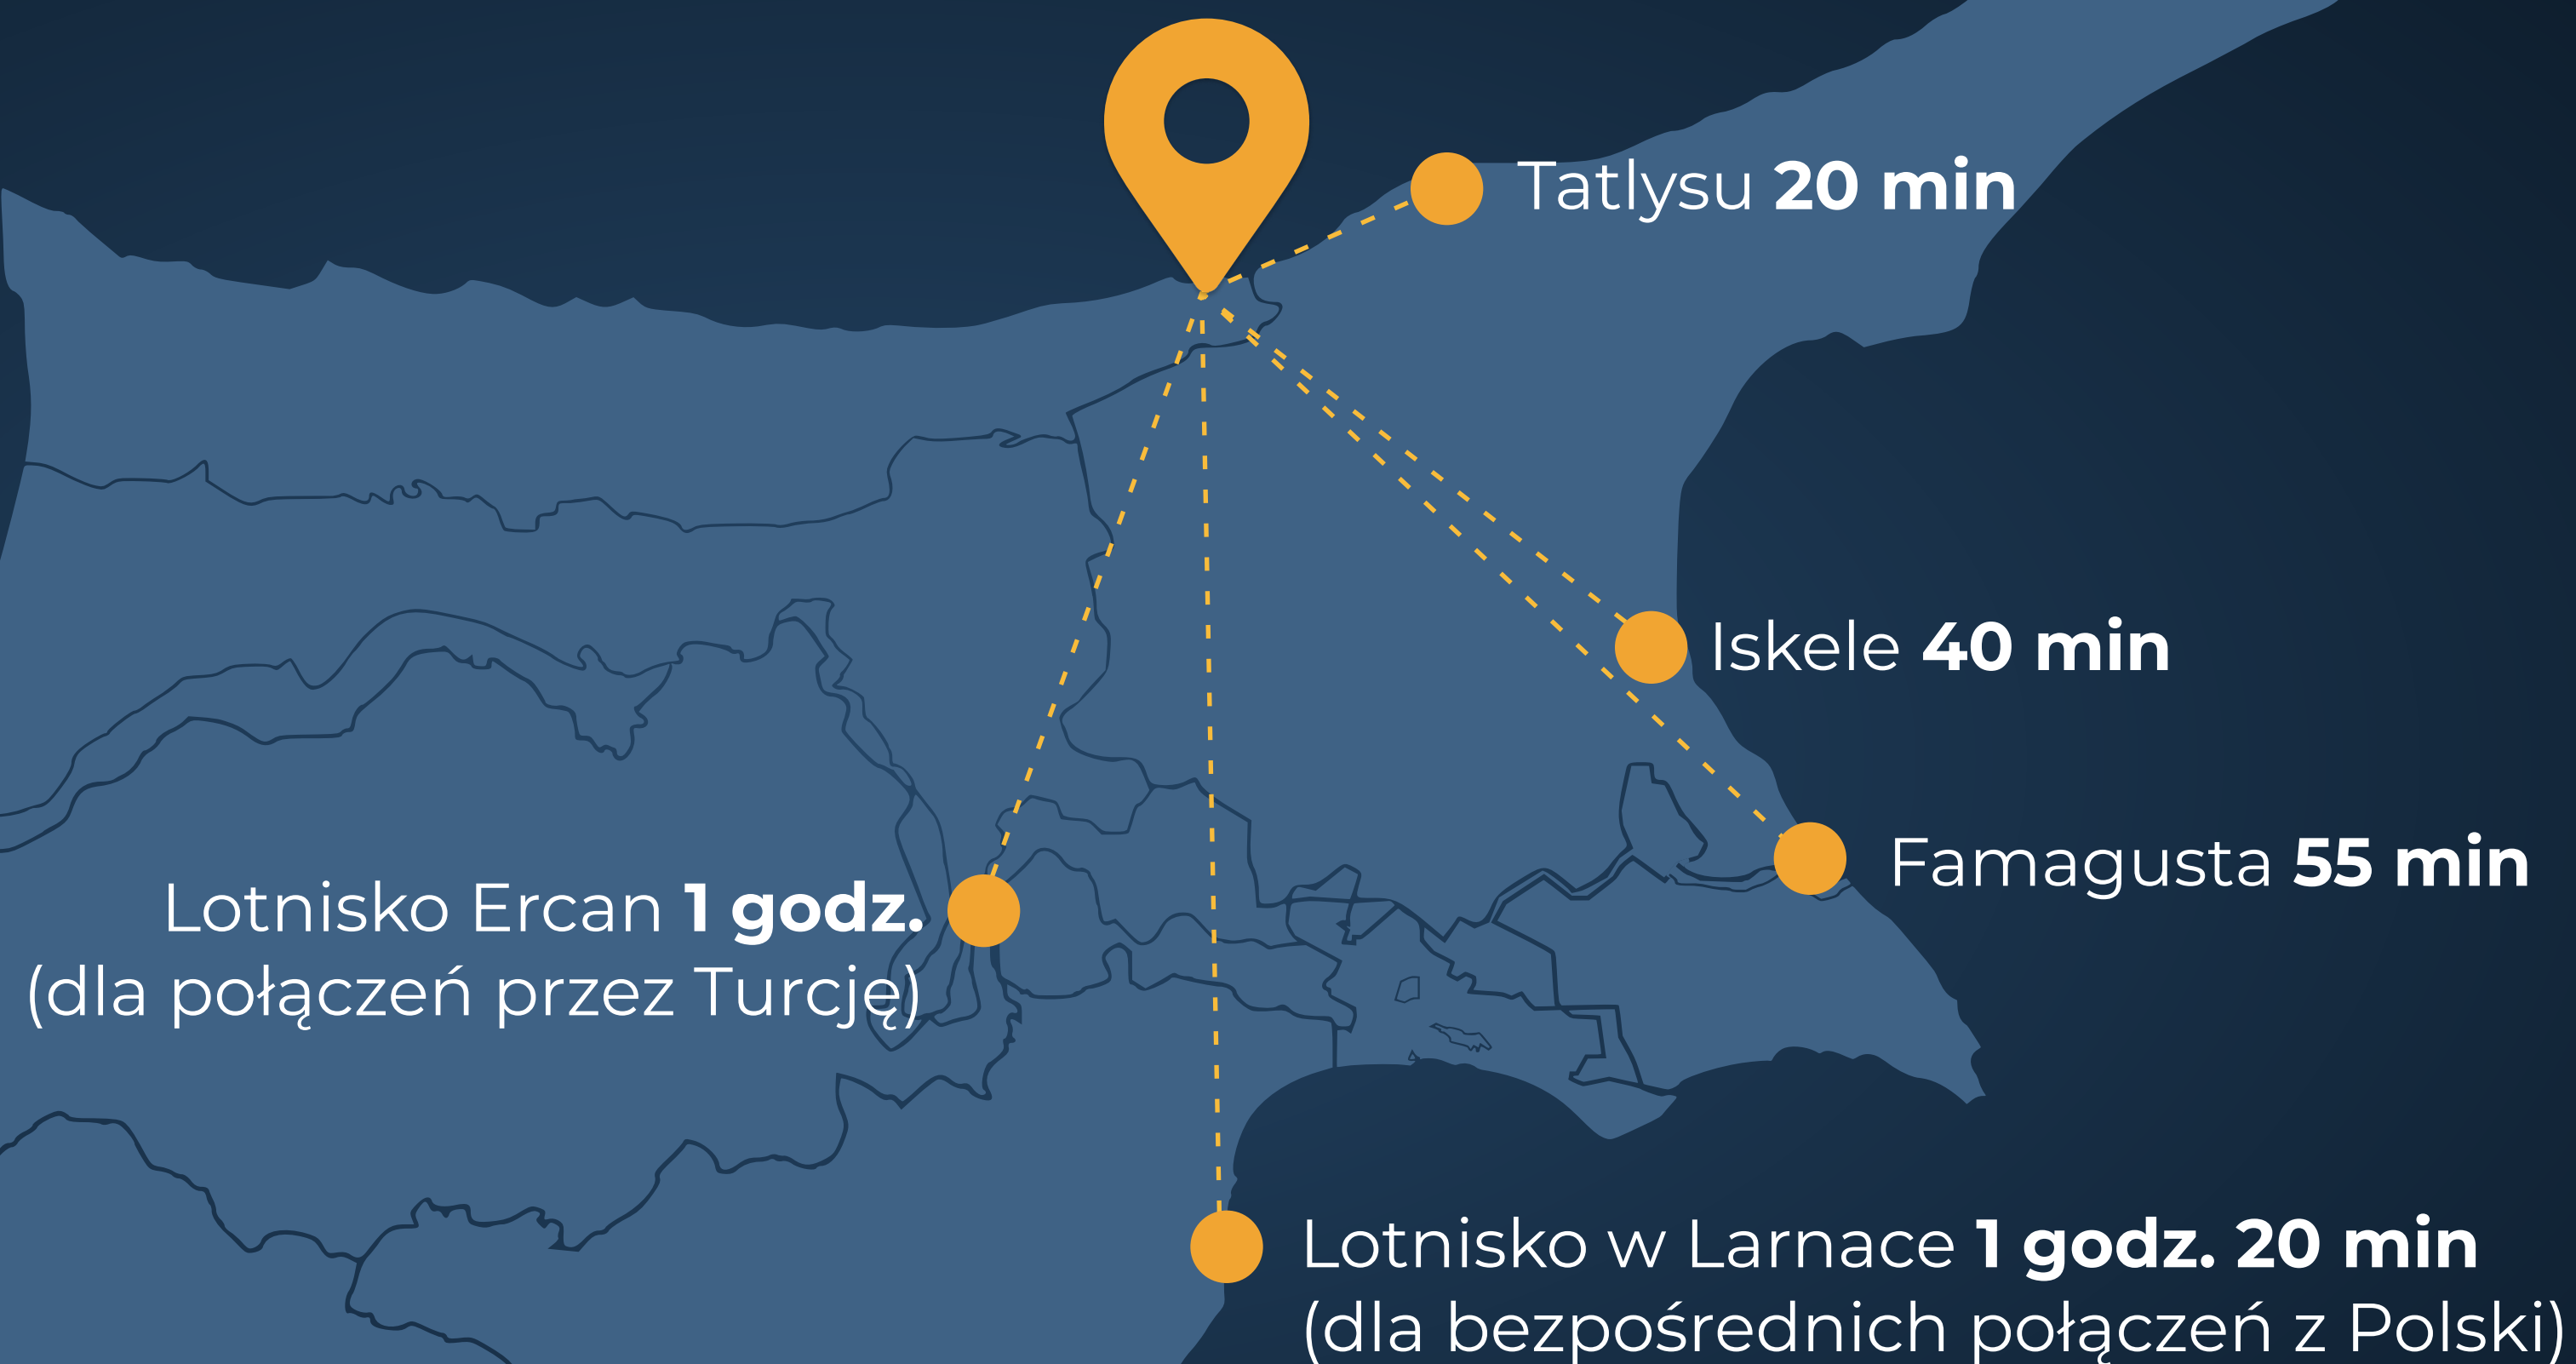 Tatlysu 20 min
Iskele 40 min
Famagusta 55 min
Lotnisko Ercan 1 godz.
(dla połączeń przez Turcję)
Lotnisko w Larnace 1 godz. 20 min
(dla bezpośrednich połączeń z Polski)